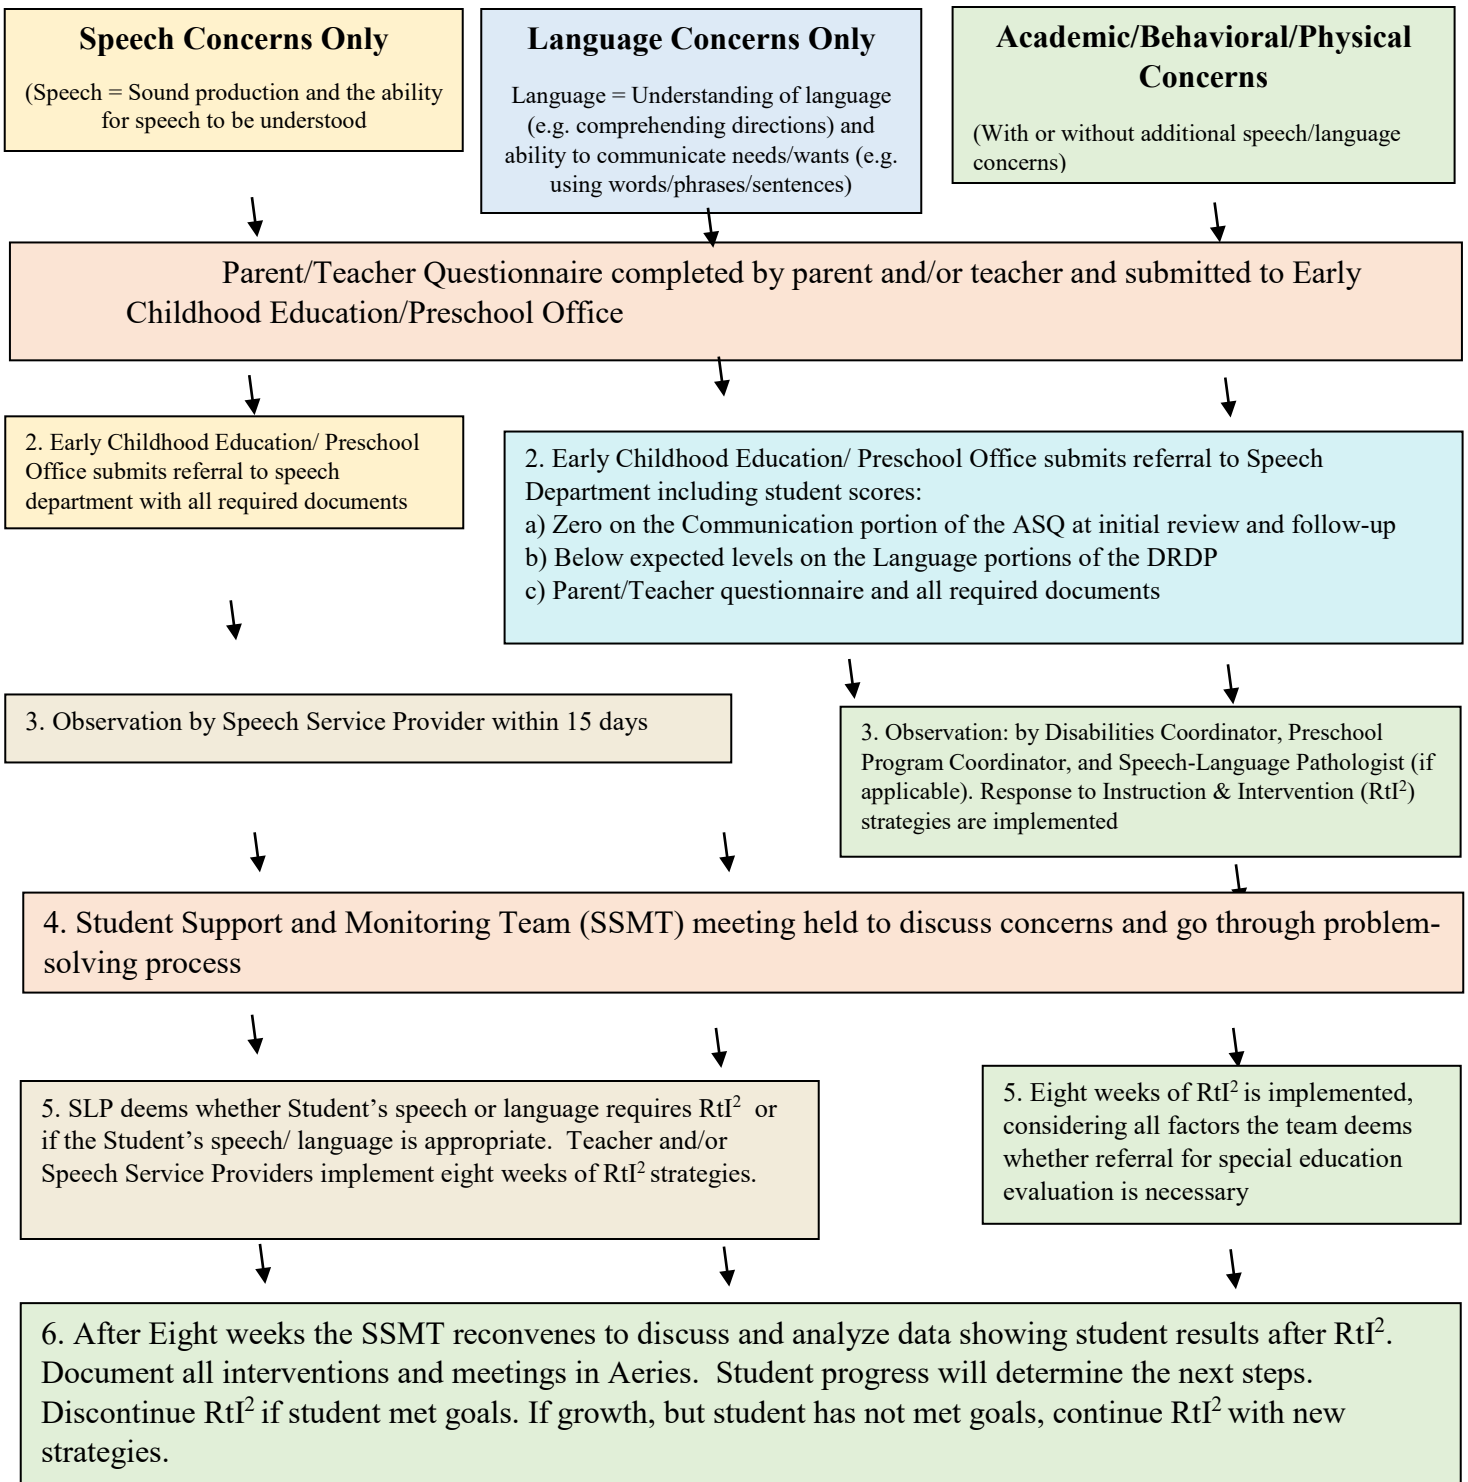 Speech Concerns Only
(Speech = Sound production and the ability
for speech to be understood
Language Concerns Only
Language = Understanding of language
(e.g. comprehending directions) and
ability to communicate needs/wants (e.g.
using words/phrases/sentences)
Academic/Behavioral/Physical
Concerns
(With or without additional speech/language
concerns)
Parent/Teacher Questionnaire completed by parent and/or teacher and submitted to Early
Childhood Education/Preschool Office
2. Early Childhood Education/ Preschool
Office submits referral to speech
department with all required documents
2. Early Childhood Education/ Preschool Office submits referral to Speech
Department including student scores:
a) Zero on the Communication portion of the ASQ at initial review and follow-up
b) Below expected levels on the Language portions of the DRDP
c) Parent/Teacher questionnaire and all required documents
3. Observation by Speech Service Provider within 15 days
3. Observation: by Disabilities Coordinator, Preschool
Program Coordinator, and Speech-Language Pathologist (if
applicable). Response to Instruction & Intervention (RtI²)
strategies are implemented
4. Student Support and Monitoring Team (SSMT) meeting held to discuss concerns and go through problem-
solving process
5. SLP deems whether Student’s speech or language requires RtI² or
if the Student’s speech/ language is appropriate. Teacher and/or
Speech Service Providers implement eight weeks of RtI² strategies.
5. Eight weeks of RtI² is implemented,
considering all factors the team deems
whether referral for special education
evaluation is necessary
6. After Eight weeks the SSMT reconvenes to discuss and analyze data showing student results after RtI².
Document all interventions and meetings in Aeries. Student progress will determine the next steps.
Discontinue RtI² if student met goals. If growth, but student has not met goals, continue RtI² with new
strategies.